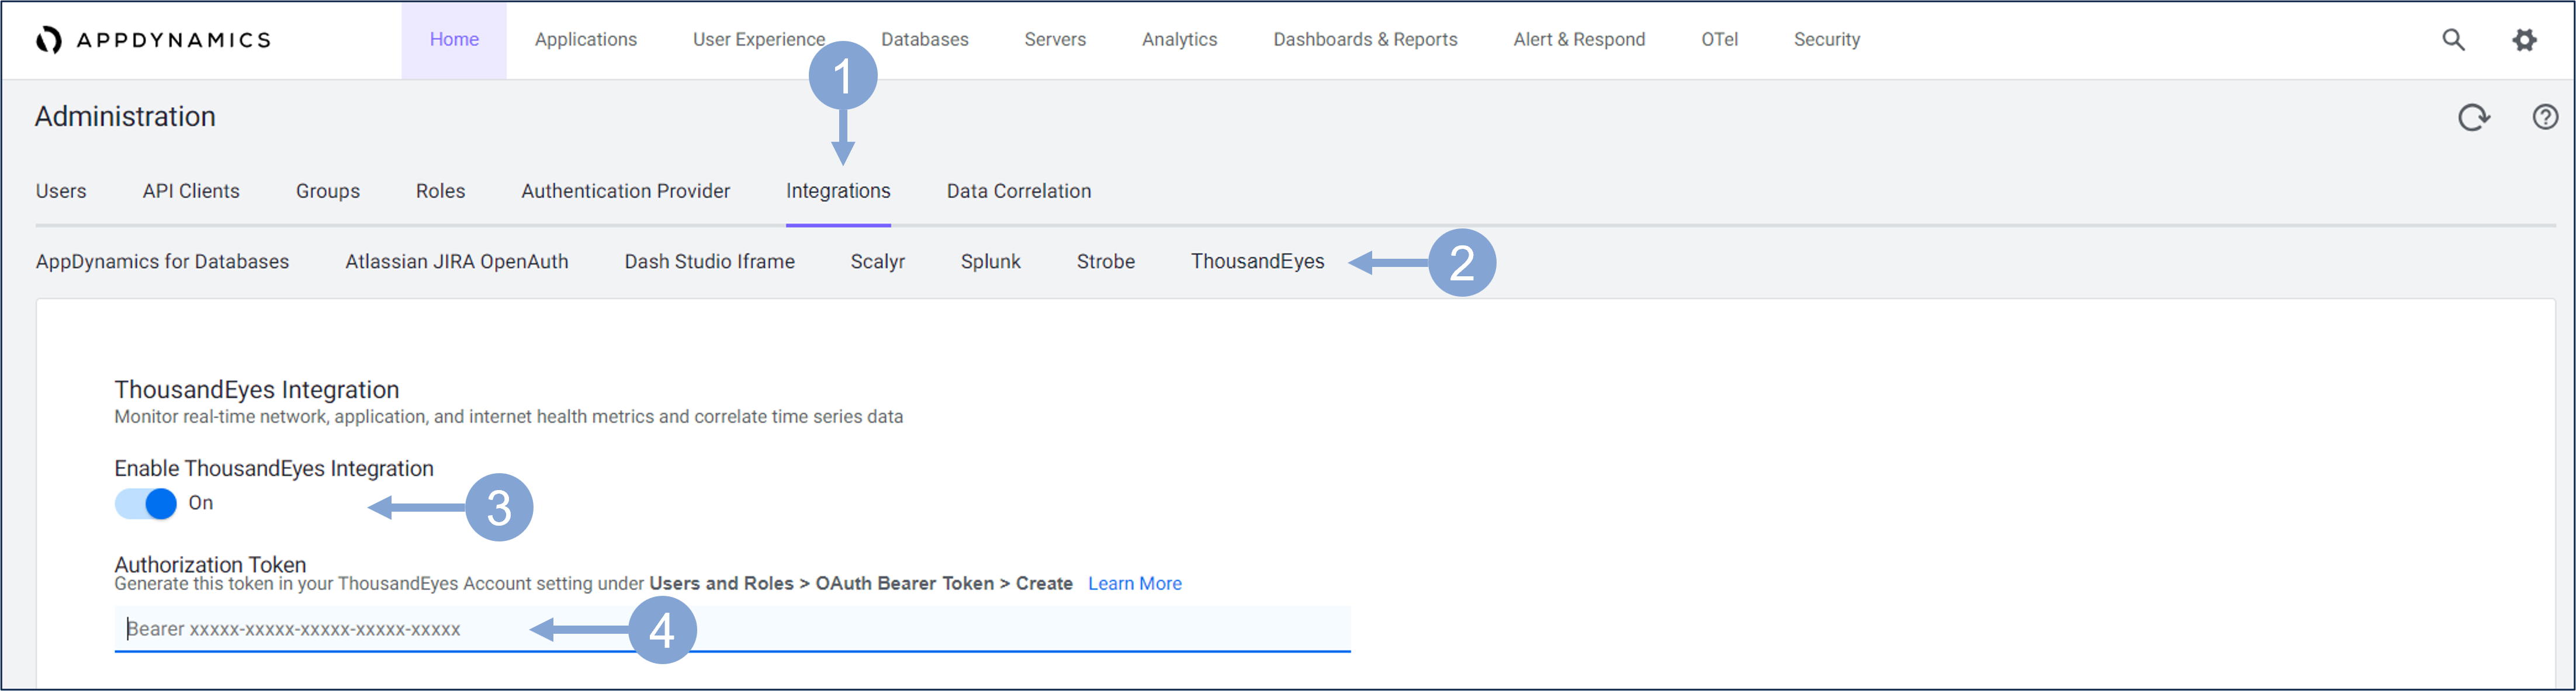 APPDYNAMICS Home Applications User Experience Databases Servers Analytics Dashboards & Reports Alert & Respond OTel Security
1
Administration
Users API Clients Groups Roles Authentication Provider Integrations Data Correlation
AppDynamics for Databases Atlassian JIRA OpenAuth Dash Studio Iframe Scalyr Splunk Strobe ThousandEyes 2
ThousandEyes Integration
Monitor real-time network, application, and internet health metrics and correlate time series data
Enable ThousandEyes Integration
On 3
Authorization Token
Generate this token in your ThousandEyes Account setting under Users and Roles > OAuth Bearer Token > Create Learn More
Bearer xxxxx-xxxxx-xxxxx-xxxxx-xxxxx 4